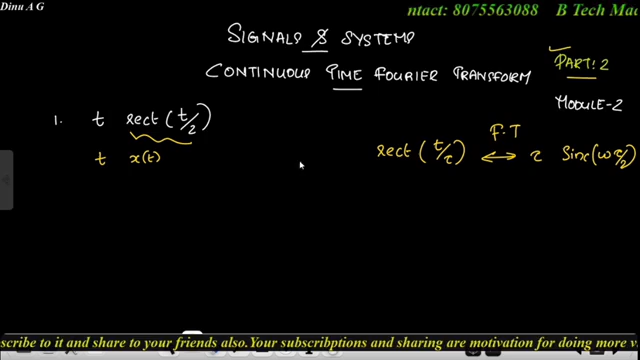 Dinu A G
ntact: 8075563088 B Tech Mac
SIGNALS & SYSTEMS
CONTINUOUS TIME FOURIER TRANSFORM
PART: 2
MODULE-2
1. t rect(t/2)
t x(t)
rect(t/τ) F.T ↔ τ Sinc(ωτ/2)
scribe to it and share to your friends also.Your subscribptions and sharing are motivation for doing more v